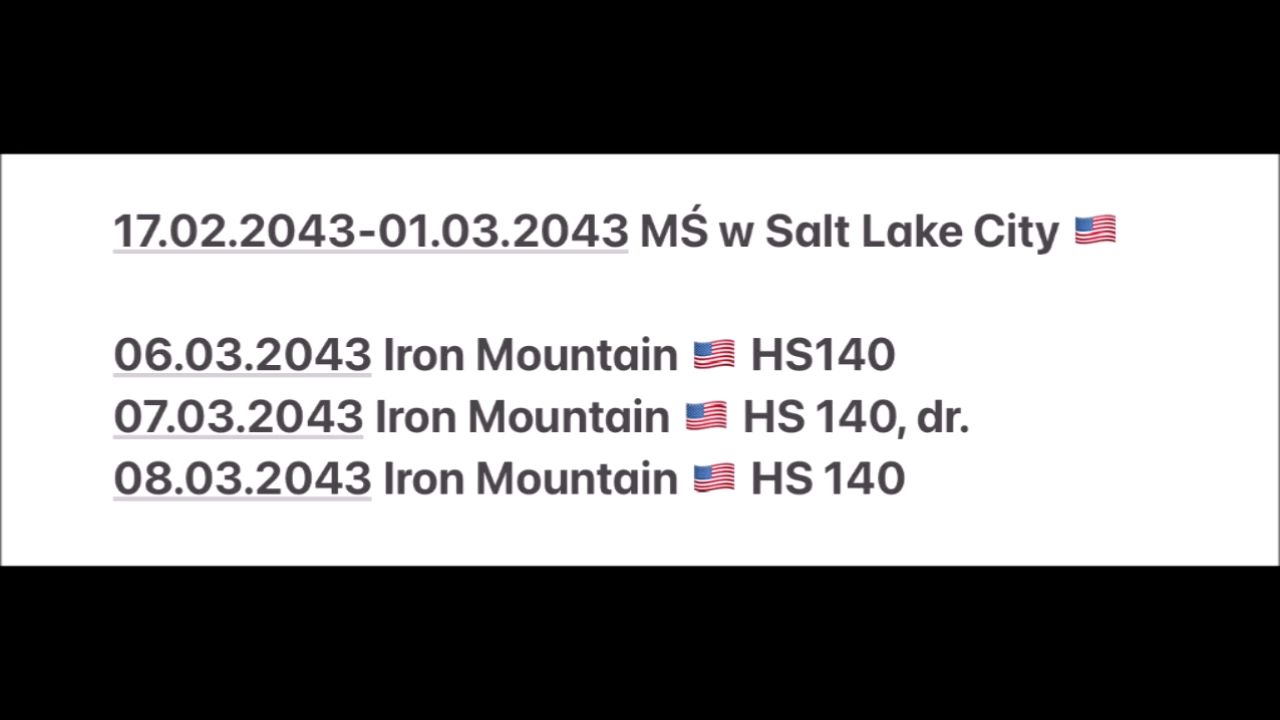 17.02.2043-01.03.2043 MŚ w Salt Lake City 🇺🇸
06.03.2043 Iron Mountain 🇺🇸 HS140
07.03.2043 Iron Mountain 🇺🇸 HS 140, dr.
08.03.2043 Iron Mountain 🇺🇸 HS 140